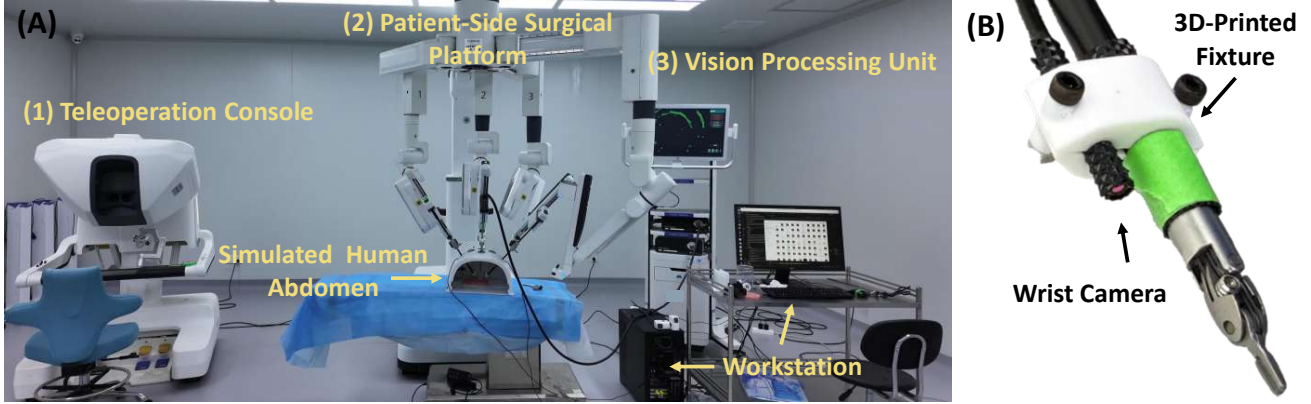 (A)
(2) Patient-Side Surgical
Platform
(3) Vision Processing Unit
(1) Teleoperation Console
1
2
3
Simulated Human
Abdomen
Workstation
(B)
3D-Printed
Fixture
Wrist Camera